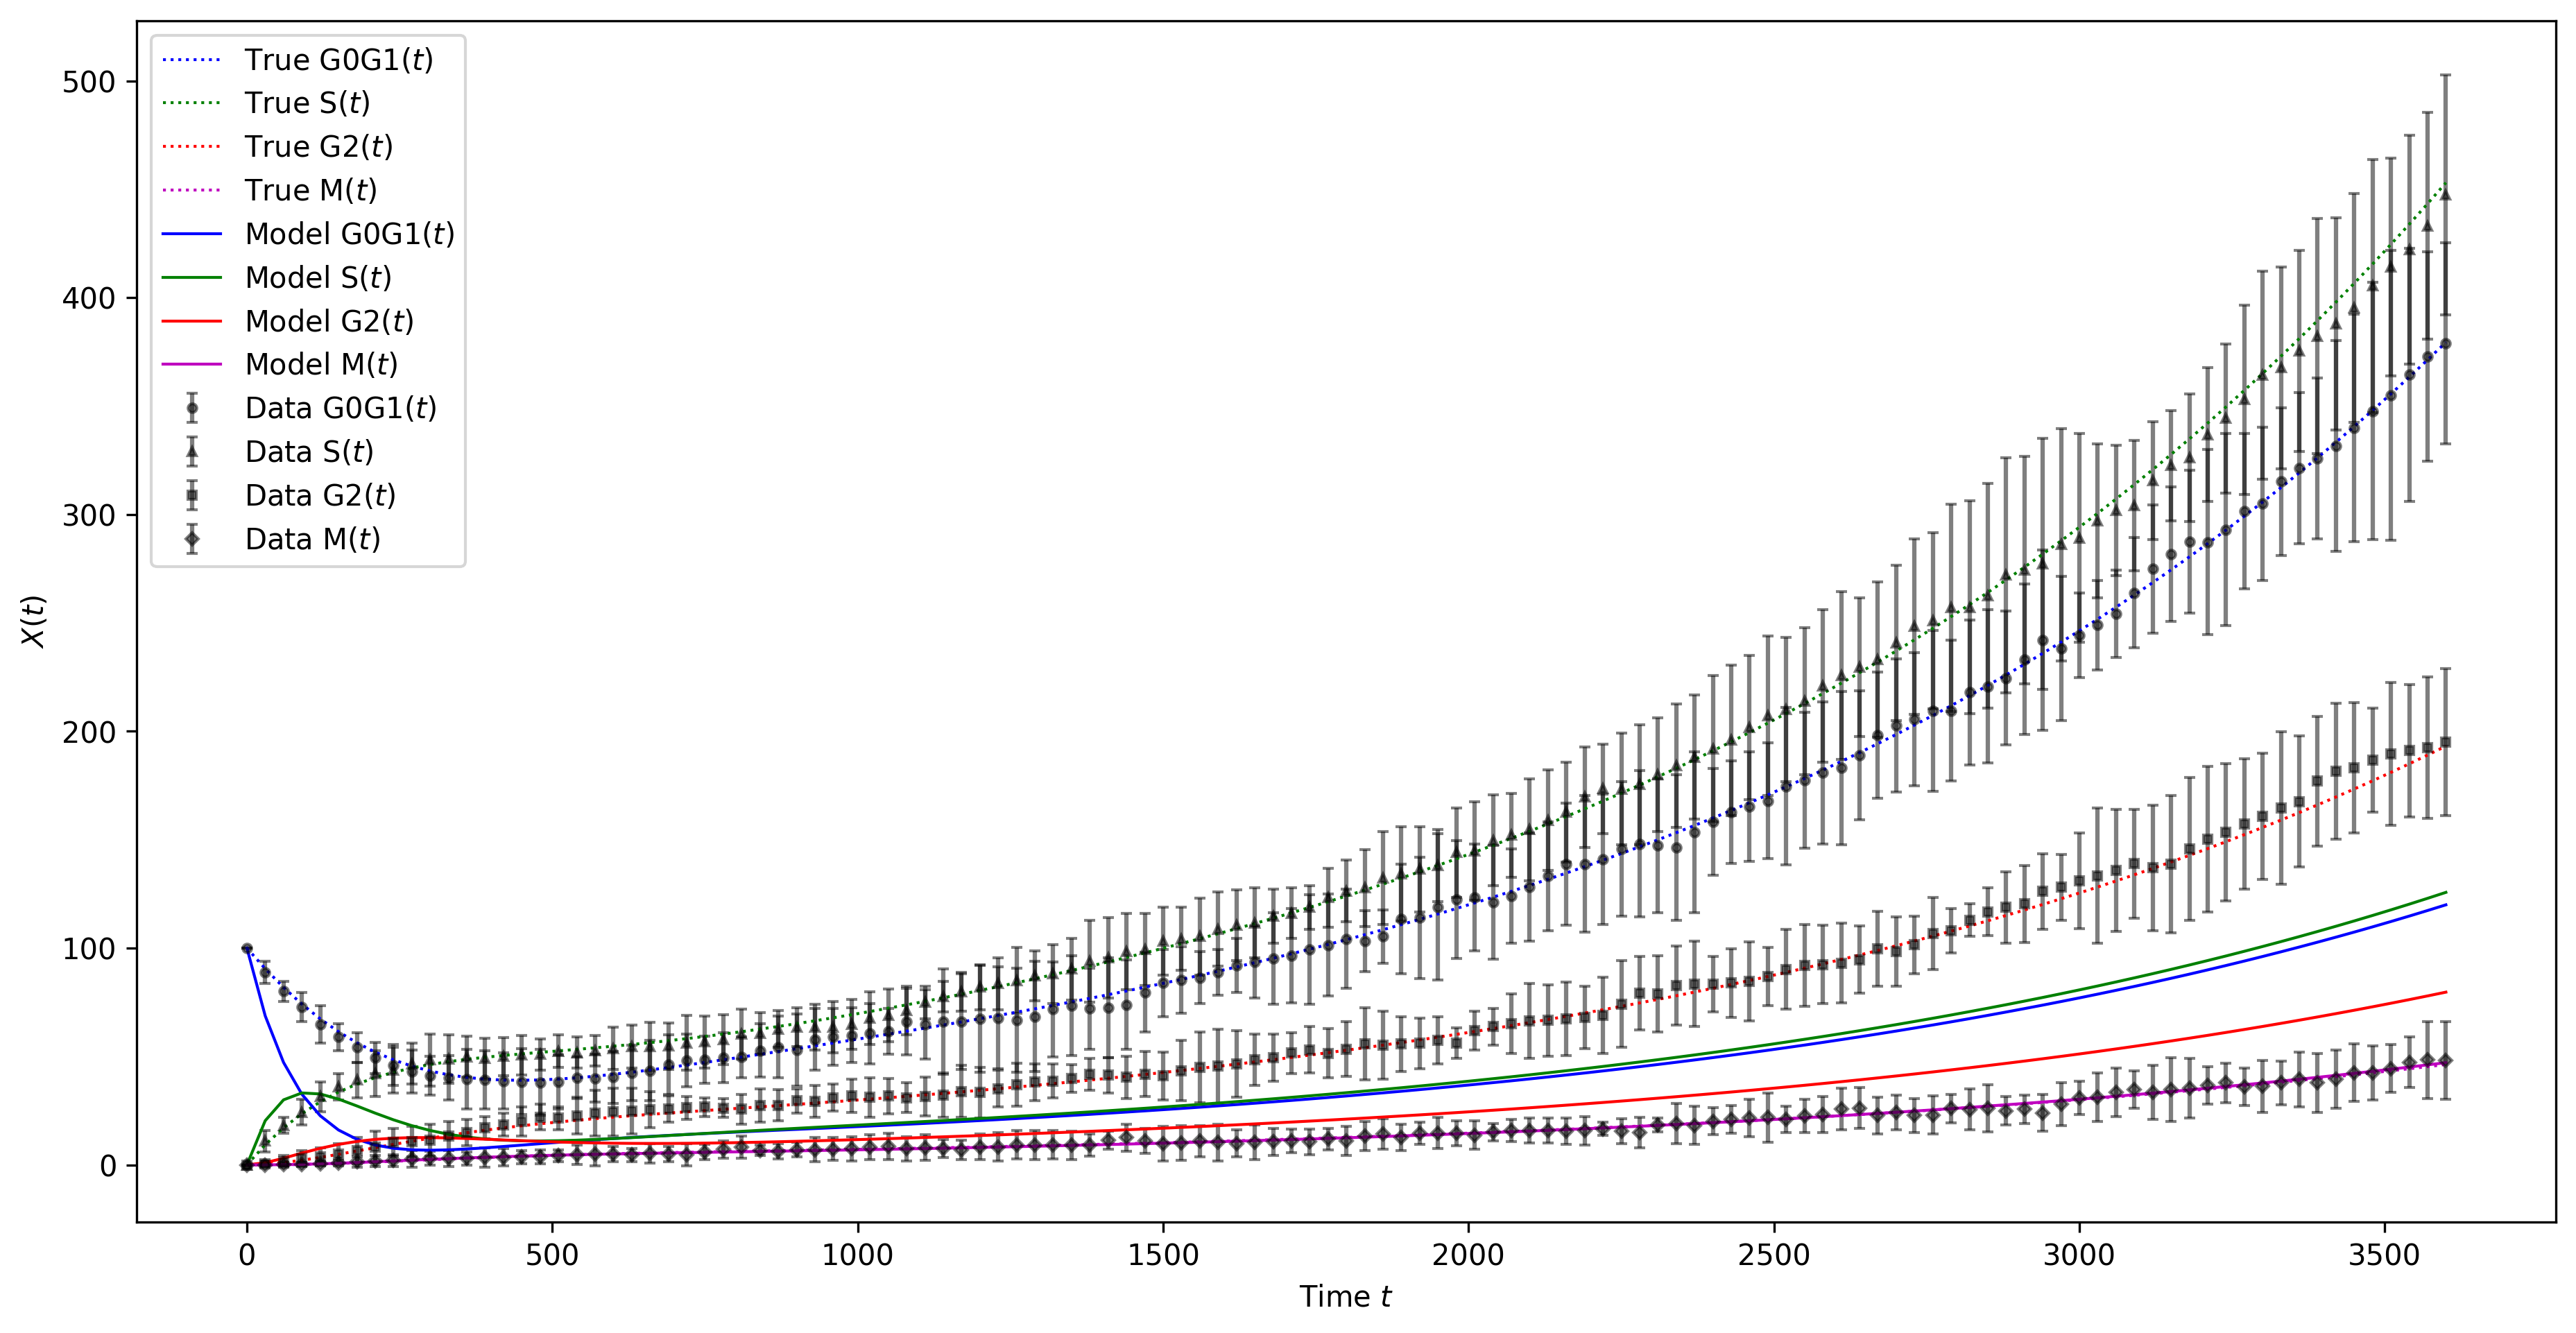 True G0G1(t)
True S(t)
True G2(t)
True M(t)
Model G0G1(t)
Model S(t)
Model G2(t)
Model M(t)
Data G0G1(t)
Data S(t)
Data G2(t)
Data M(t)
500
400
300
200
100
0
X(t)
0 500 1000 1500 2000 2500 3000 3500
Time t